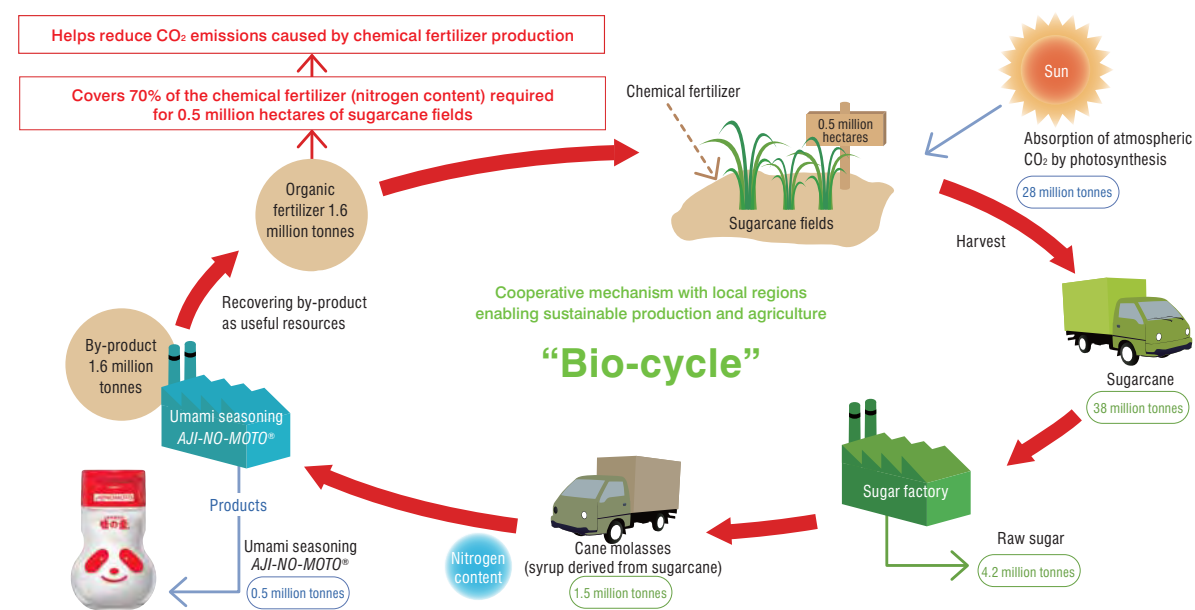 Helps reduce CO₂ emissions caused by chemical fertilizer production
Covers 70% of the chemical fertilizer (nitrogen content) required
for 0.5 million hectares of sugarcane fields
Chemical fertilizer
0.5 million
hectares
Sugarcane fields
Sun
Absorption of atmospheric
CO₂ by photosynthesis
28 million tonnes
Harvest
Organic
fertilizer 1.6
million tonnes
Recovering by-product
as useful resources
Cooperative mechanism with local regions
enabling sustainable production and agriculture
“Bio-cycle”
By-product
1.6 million
tonnes
Umami seasoning
AJI-NO-MOTO®
Sugarcane
38 million tonnes
Sugar factory
Raw sugar
4.2 million tonnes
Cane molasses
(syrup derived from sugarcane)
1.5 million tonnes
Nitrogen
content
Products
Umami seasoning
AJI-NO-MOTO®
0.5 million tonnes
味の素